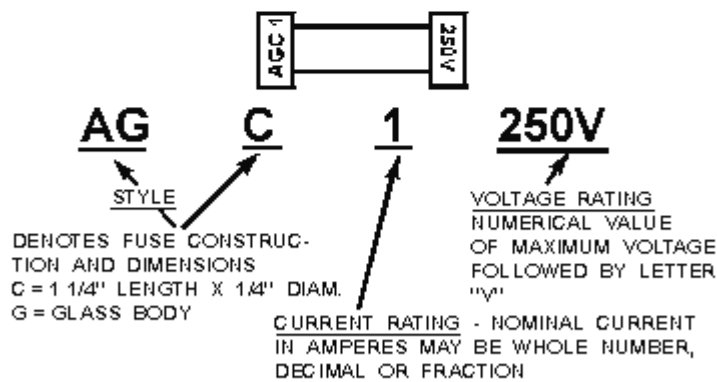 AGC 1
250V
AG C 1 250V
STYLE
DENOTES FUSE CONSTRUC-
TION AND DIMENSIONS
C = 1 1/4" LENGTH X 1/4" DIAM.
G = GLASS BODY
VOLTAGE RATING
NUMERICAL VALUE
OF MAXIMUM VOLTAGE
FOLLOWED BY LETTER
"V"
CURRENT RATING - NOMINAL CURRENT
IN AMPERES MAY BE WHOLE NUMBER,
DECIMAL OR FRACTION